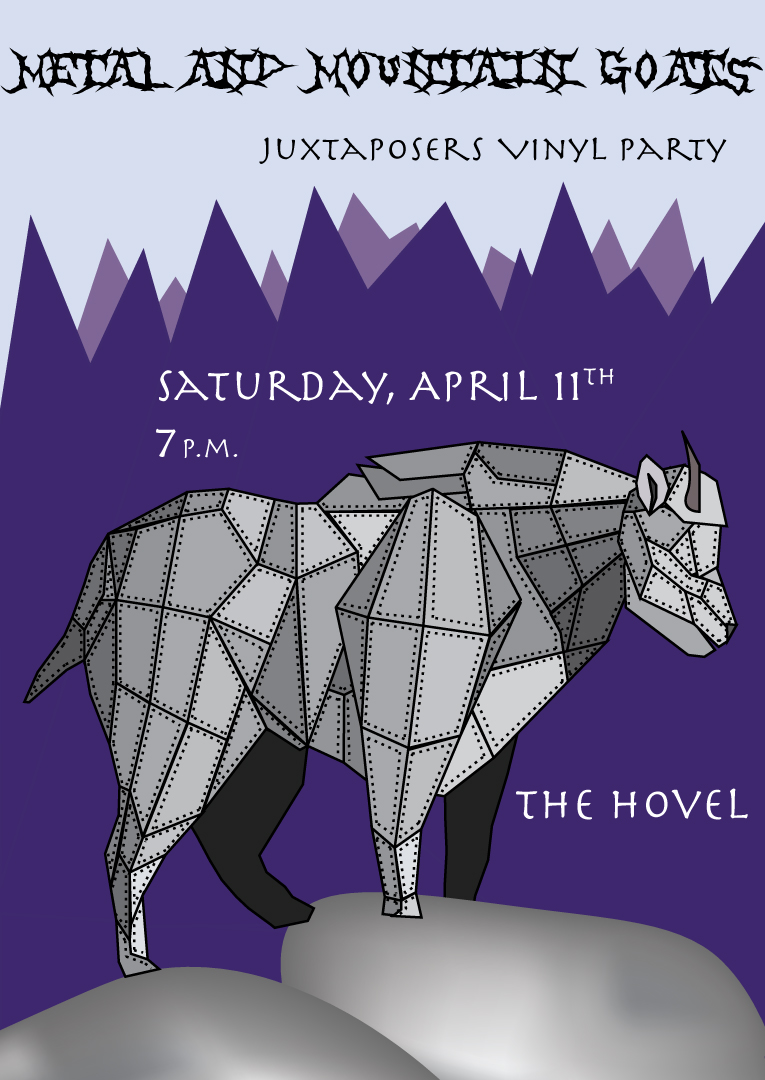 METAL AND MOUNTAIN GOATS
JUXTAPOSERS VINYL PARTY
SATURDAY, APRIL 11TH
7 P.M.
THE HOVEL